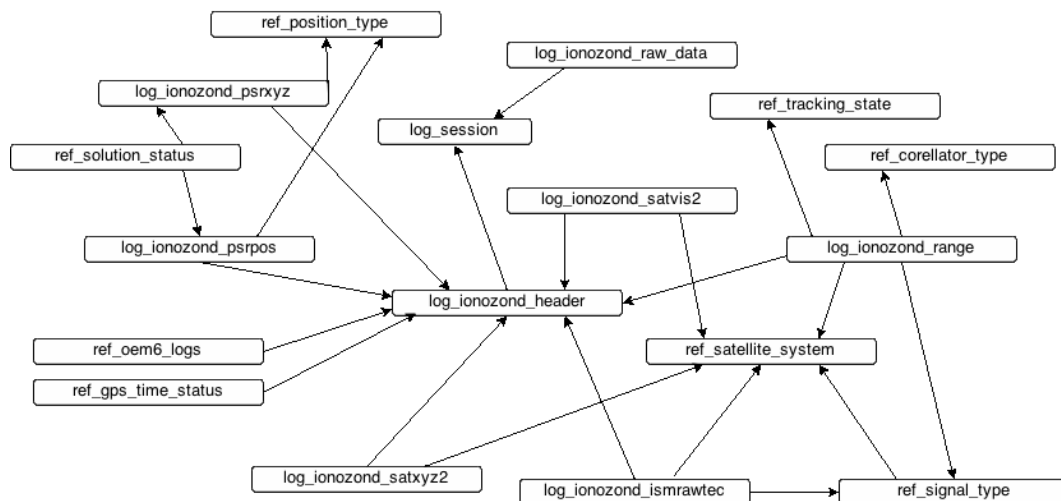 ref_position_type
log_ionozond_raw_data
log_ionozond_psrxyz
ref_tracking_state
log_session
ref_solution_status
ref_corellator_type
log_ionozond_satvis2
log_ionozond_psrpos
log_ionozond_range
log_ionozond_header
ref_oem6_logs
ref_satellite_system
ref_gps_time_status
log_ionozond_satxyz2
log_ionozond_ismrawtec
ref_signal_type